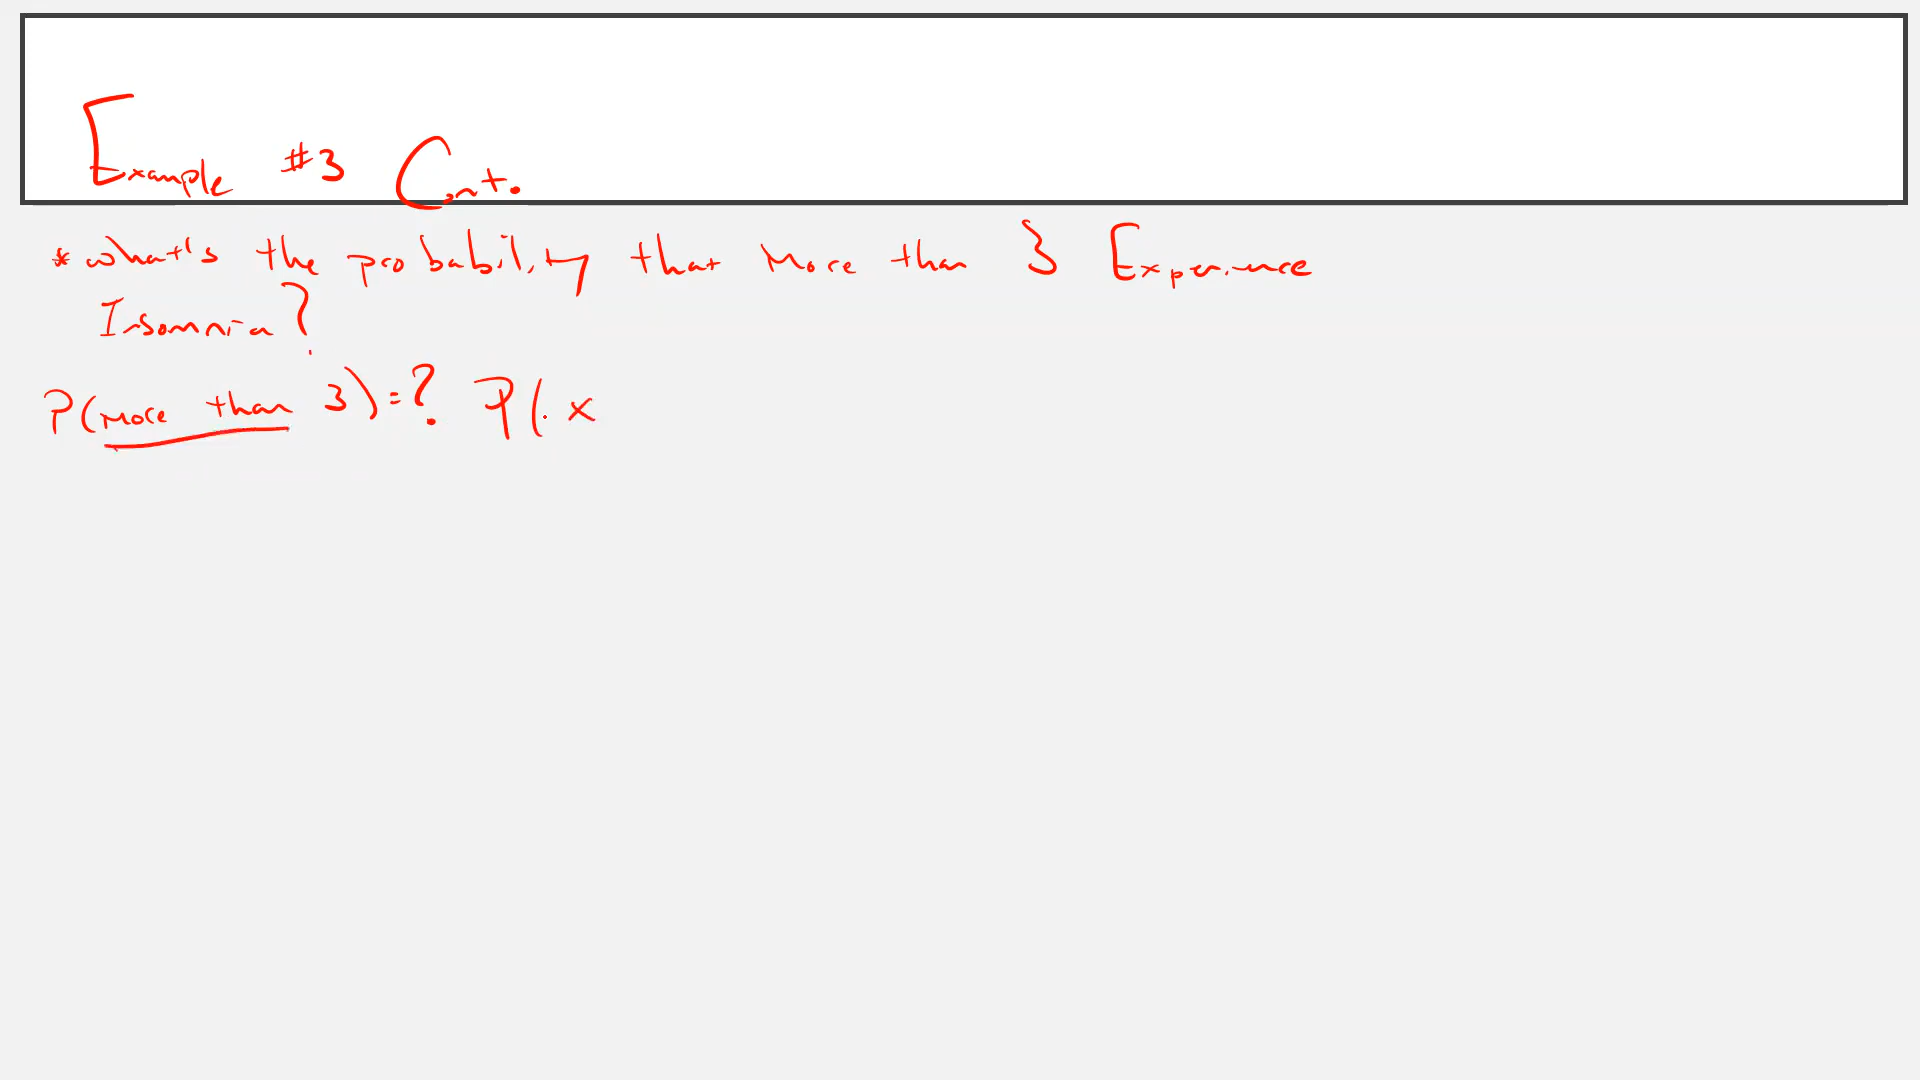 Example #3 Cont.
* what's the probability that more than 3 Experience
Insomnia?
P(more than 3)=? P( x